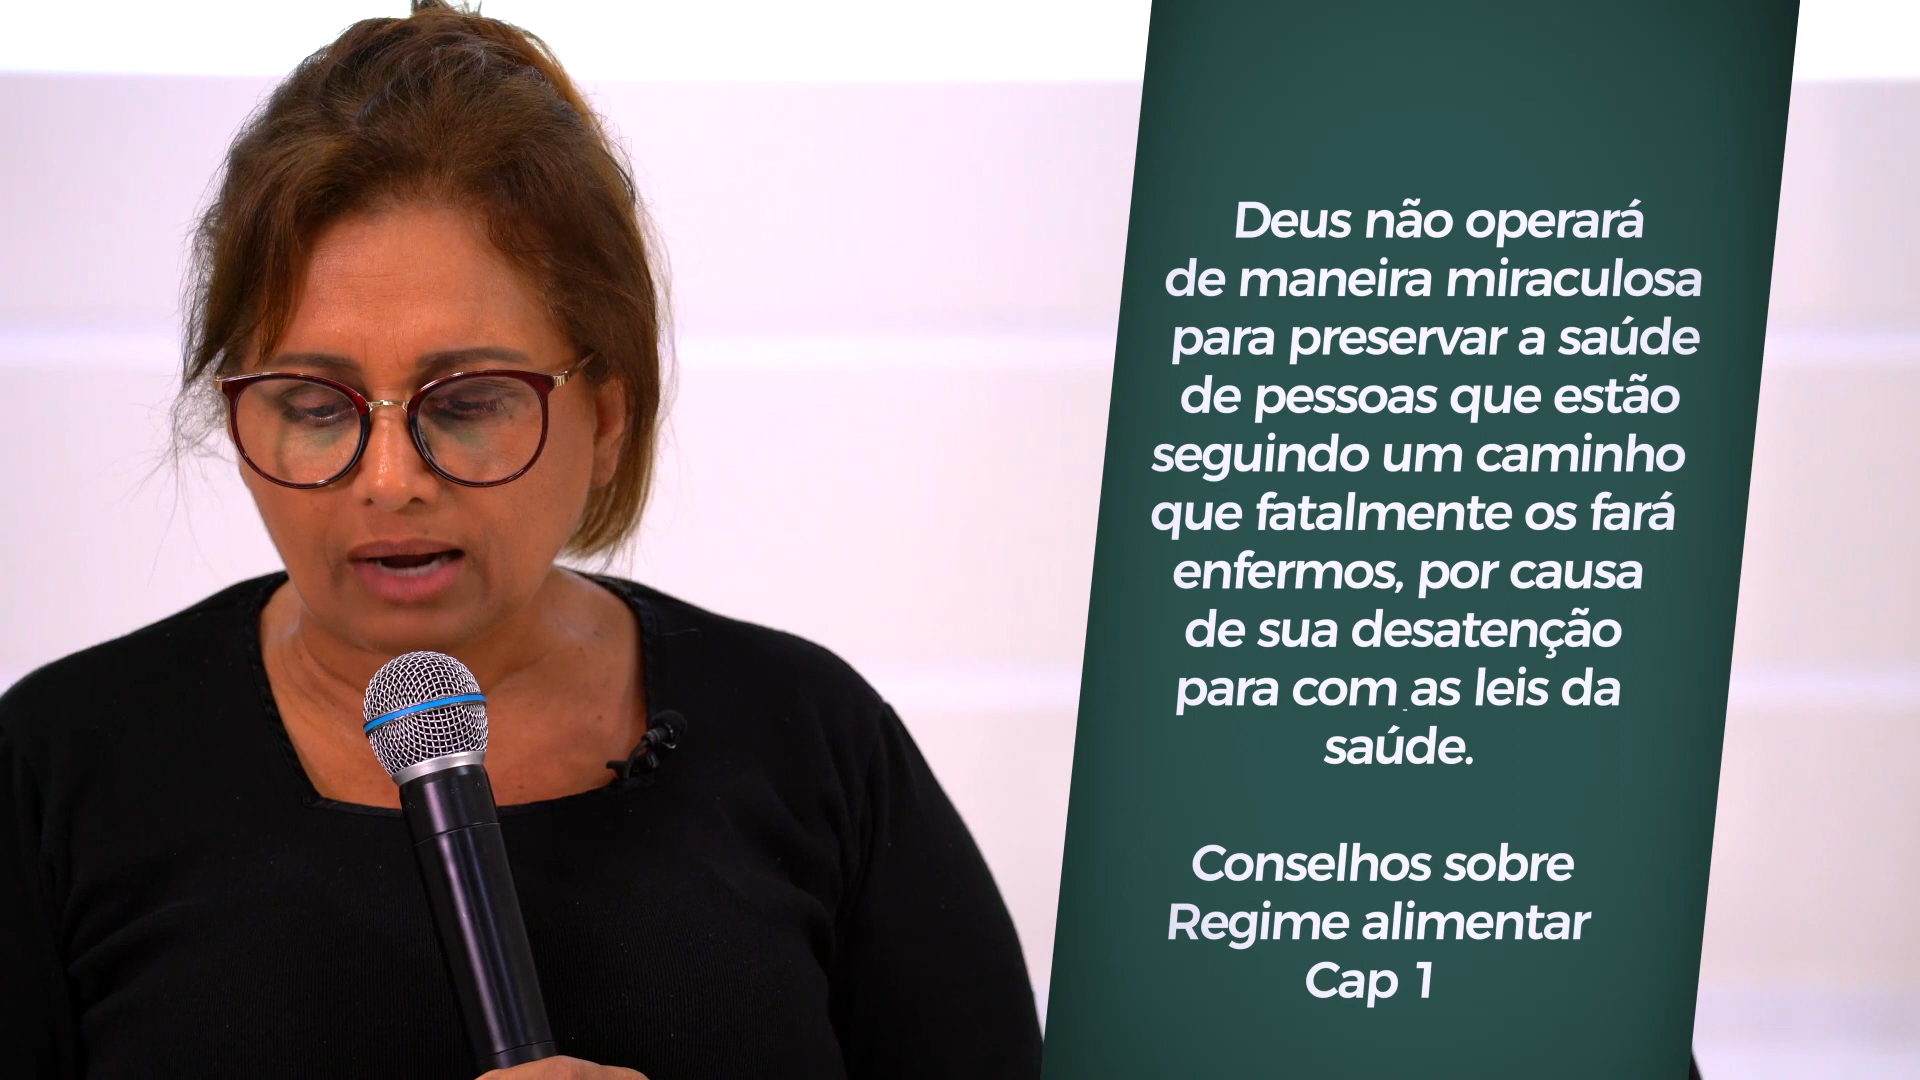 Deus não operará
de maneira miraculosa
para preservar a saúde
de pessoas que estão
seguindo um caminho
que fatalmente os fará
enfermos, por causa
de sua desatenção
para com as leis da
saúde.
Conselhos sobre
Regime alimentar
Cap 1